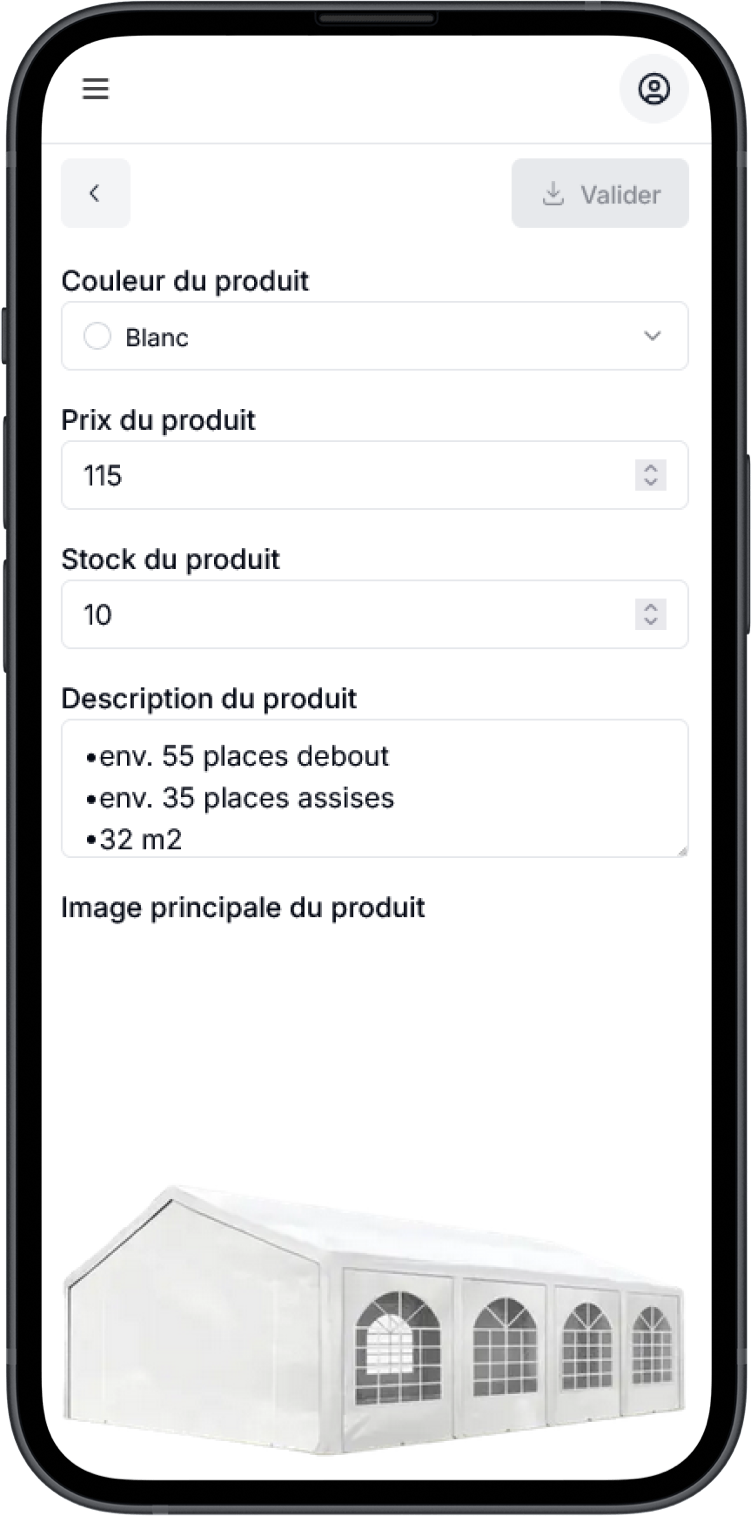 Valider
Couleur du produit
Blanc
Prix du produit
115
Stock du produit
10
Description du produit
•env. 55 places debout
•env. 35 places assises
•32 m2
Image principale du produit